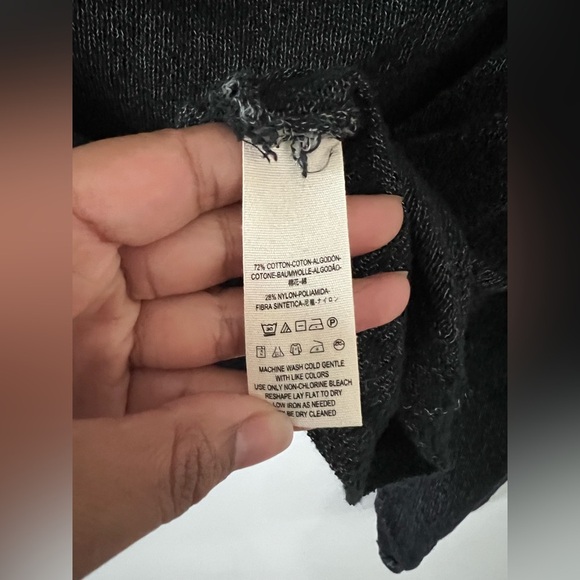 72% COTTON-COTON-ALGODÓN-
COTONE-BAUMWOLLE-ALGODÃO-
棉花-綿
28% NYLON-POLIAMIDA-
FIBRA SINTETICA-尼龍-ナイロン
MACHINE WASH COLD GENTLE
WITH LIKE COLORS
USE ONLY NON-CHLORINE BLEACH
RESHAPE LAY FLAT TO DRY
LOW IRON AS NEEDED
BE DRY CLEANED